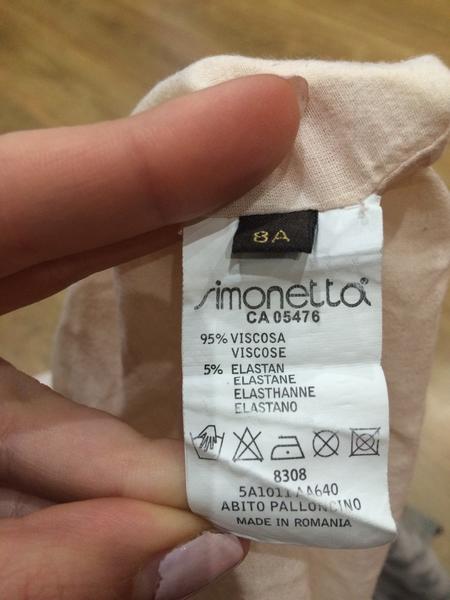 8A
simonetta
CA 05476
95% VISCOSA
VISCOSE
5% ELASTAN
ELASTANE
ELASTHANNE
ELASTANO
8308
5A1011 AA640
ABITO PALLONCINO
MADE IN ROMANIA